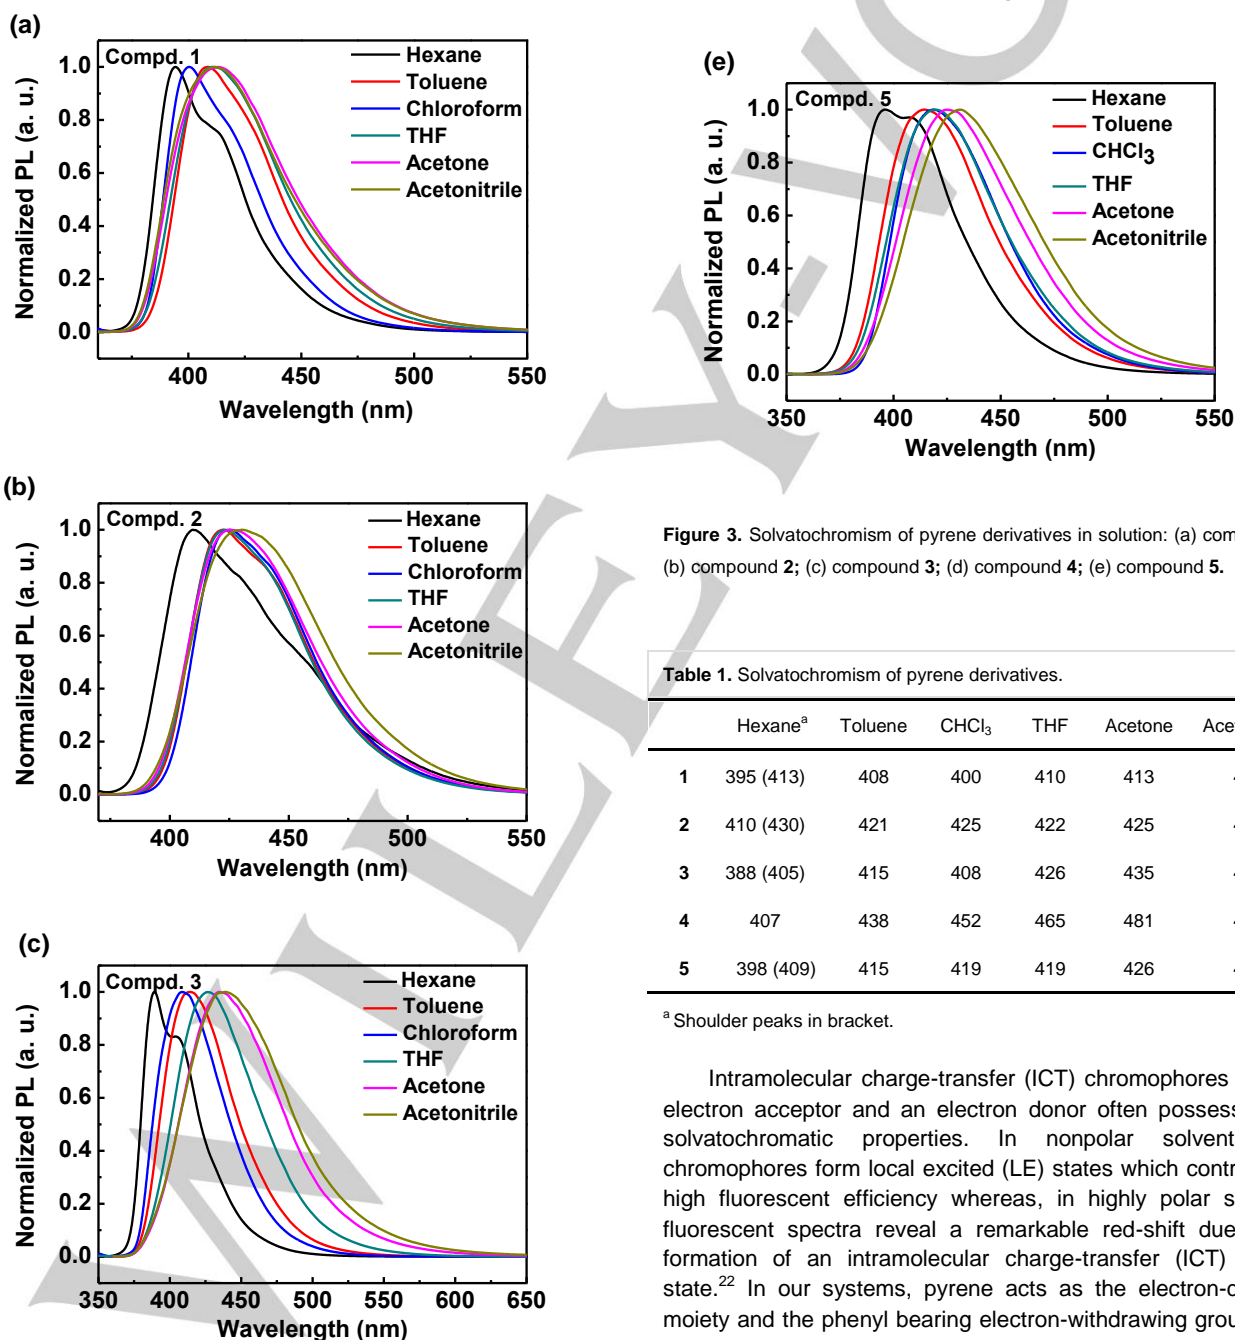 (a)
Compd. 1
Hexane
Toluene
Chloroform
THF
Acetone
Acetonitrile
Normalized PL (a. u.)
1.0
0.8
0.6
0.4
0.2
0.0
400 450 500 550
Wavelength (nm)
(b)
Compd. 2
Hexane
Toluene
Chloroform
THF
Acetone
Acetonitrile
Normalized PL (a. u.)
1.0
0.8
0.6
0.4
0.2
0.0
400 450 500 550
Wavelength (nm)
(c)
Compd. 3
Hexane
Toluene
Chloroform
THF
Acetone
Acetonitrile
Normalized PL (a. u.)
1.0
0.8
0.6
0.4
0.2
0.0
350 400 450 500 550 600 650
Wavelength (nm)
(e)
Compd. 5
Hexane
Toluene
CHCl3
THF
Acetone
Acetonitrile
Normalized PL (a. u.)
1.0
0.8
0.6
0.4
0.2
0.0
350 400 450 500 550
Wavelength (nm)
Figure 3. Solvatochromism of pyrene derivatives in solution: (a) com
(b) compound 2; (c) compound 3; (d) compound 4; (e) compound 5.
Table 1. Solvatochromism of pyrene derivatives.
Hexane^a Toluene CHCl3 THF Acetone Ace
1 395 (413) 408 400 410 413
2 410 (430) 421 425 422 425
3 388 (405) 415 408 426 435
4 407 438 452 465 481
5 398 (409) 415 419 419 426
a Shoulder peaks in bracket.
Intramolecular charge-transfer (ICT) chromophores
electron acceptor and an electron donor often possess
solvatochromatic properties. In nonpolar solvent
chromophores form local excited (LE) states which contr
high fluorescent efficiency whereas, in highly polar s
fluorescent spectra reveal a remarkable red-shift due
formation of an intramolecular charge-transfer (ICT)
state.22 In our systems, pyrene acts as the electron-d
moiety and the phenyl bearing electron-withdrawing grou
WILEY-VC